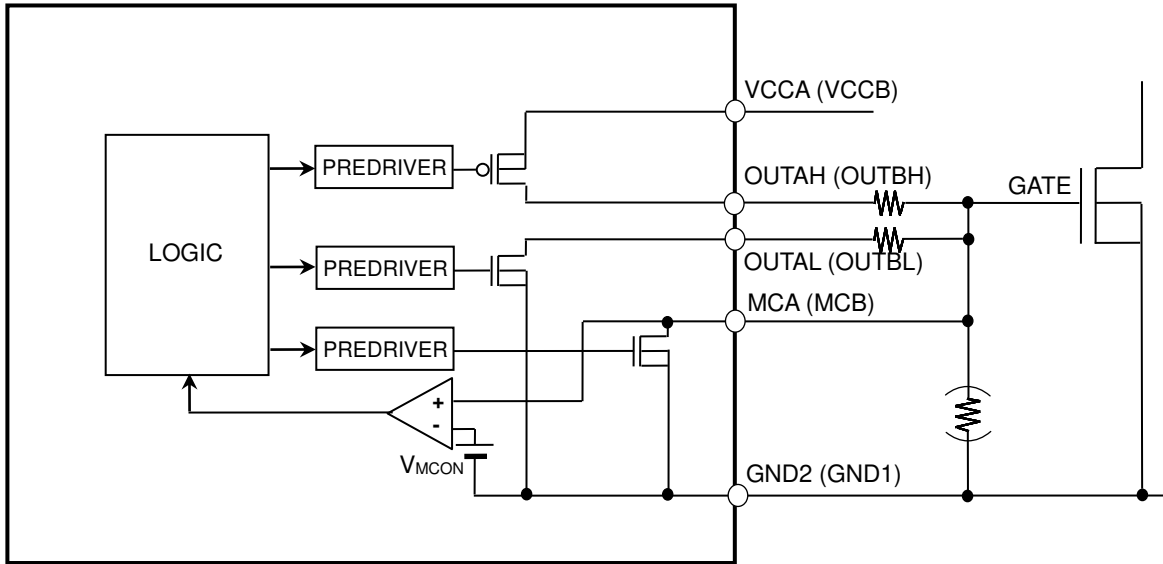 VCCA (VCCB)
PREDRIVER
OUTAH (OUTBH)
GATE
LOGIC
PREDRIVER
OUTAL (OUTBL)
MCA (MCB)
PREDRIVER
+
-
VMCON
GND2 (GND1)